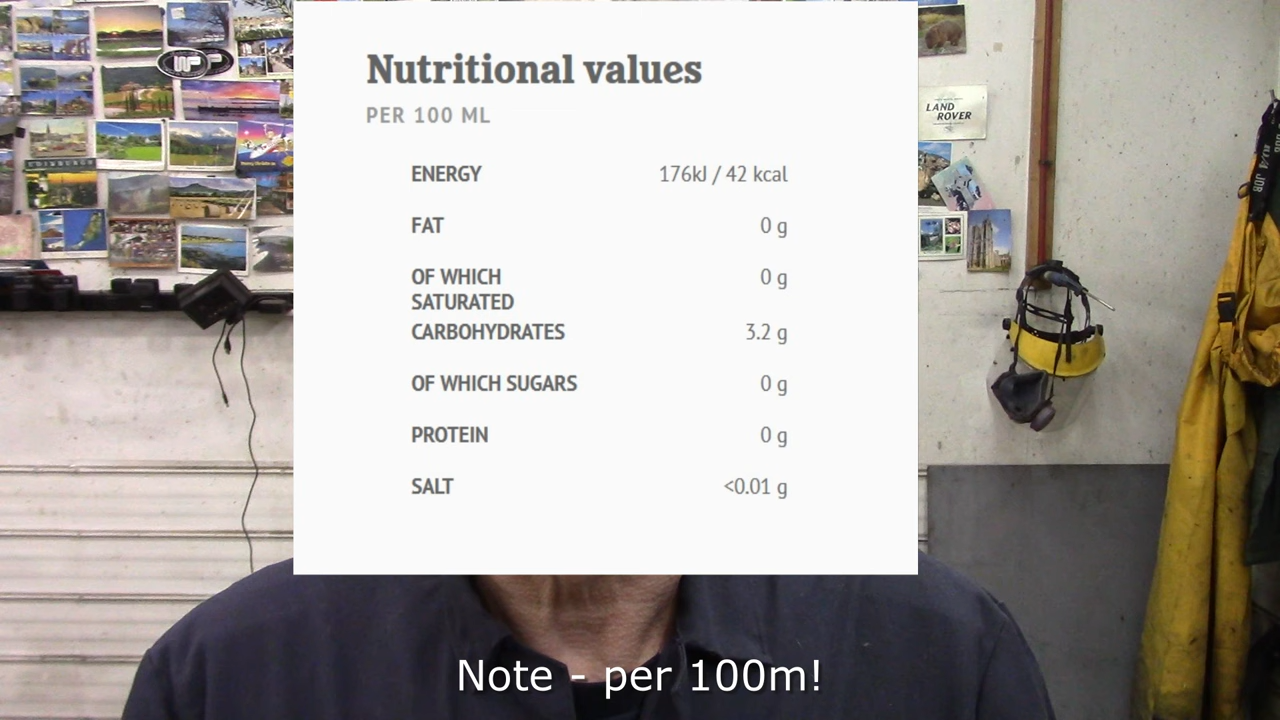 Nutritional values
PER 100 ML
ENERGY 176kJ / 42 kcal
FAT 0 g
OF WHICH 0 g
SATURATED
CARBOHYDRATES 3.2 g
OF WHICH SUGARS 0 g
PROTEIN 0 g
SALT <0.01 g
LAND
ROVER
EDINBURGH
Note - per 100m!